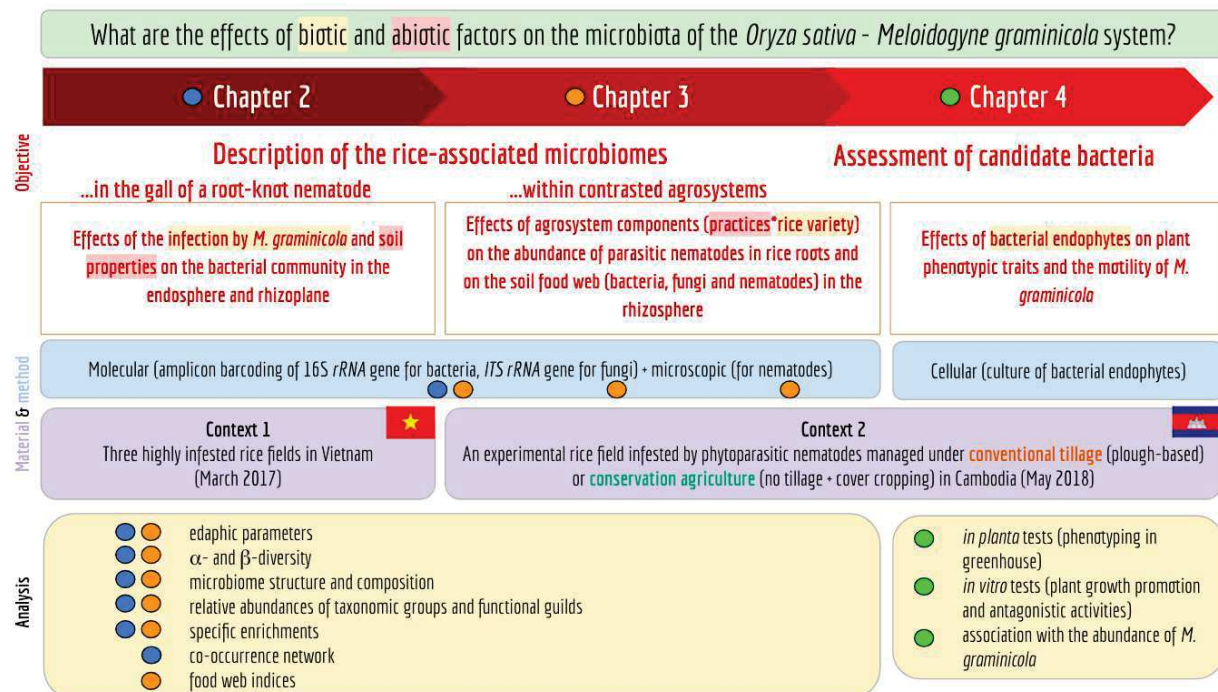 What are the effects of biotic and abiotic factors on the microbiota of the Oryza sativa - Meloidogyne graminicola system?
Chapter 2
Chapter 3
Chapter 4
Objective
Description of the rice-associated microbiomes
Assessment of candidate bacteria
...in the gall of a root-knot nematode
...within contrasted agrosystems
Effects of the infection by M. graminicola and soil
properties on the bacterial community in the
endosphere and rhizoplane
Effects of agrosystem components (practices*rice variety)
on the abundance of parasitic nematodes in rice roots and
on the soil food web (bacteria, fungi and nematodes) in the
rhizosphere
Effects of bacterial endophytes on plant
phenotypic traits and the motility of M.
graminicola
Material & method
Molecular (amplicon barcoding of 16S rRNA gene for bacteria, ITS rRNA gene for fungi) + microscopic (for nematodes)
Cellular (culture of bacterial endophytes)
Context 1
Three highly infested rice fields in Vietnam
(March 2017)
Context 2
An experimental rice field infested by phytoparasitic nematodes managed under conventional tillage (plough-based)
or conservation agriculture (no tillage + cover cropping) in Cambodia (May 2018)
Analysis
edaphic parameters
α- and β-diversity
microbiome structure and composition
relative abundances of taxonomic groups and functional guilds
specific enrichments
co-occurrence network
food web indices
in planta tests (phenotyping in
greenhouse)
in vitro tests (plant growth promotion
and antagonistic activities)
association with the abundance of M.
graminicola